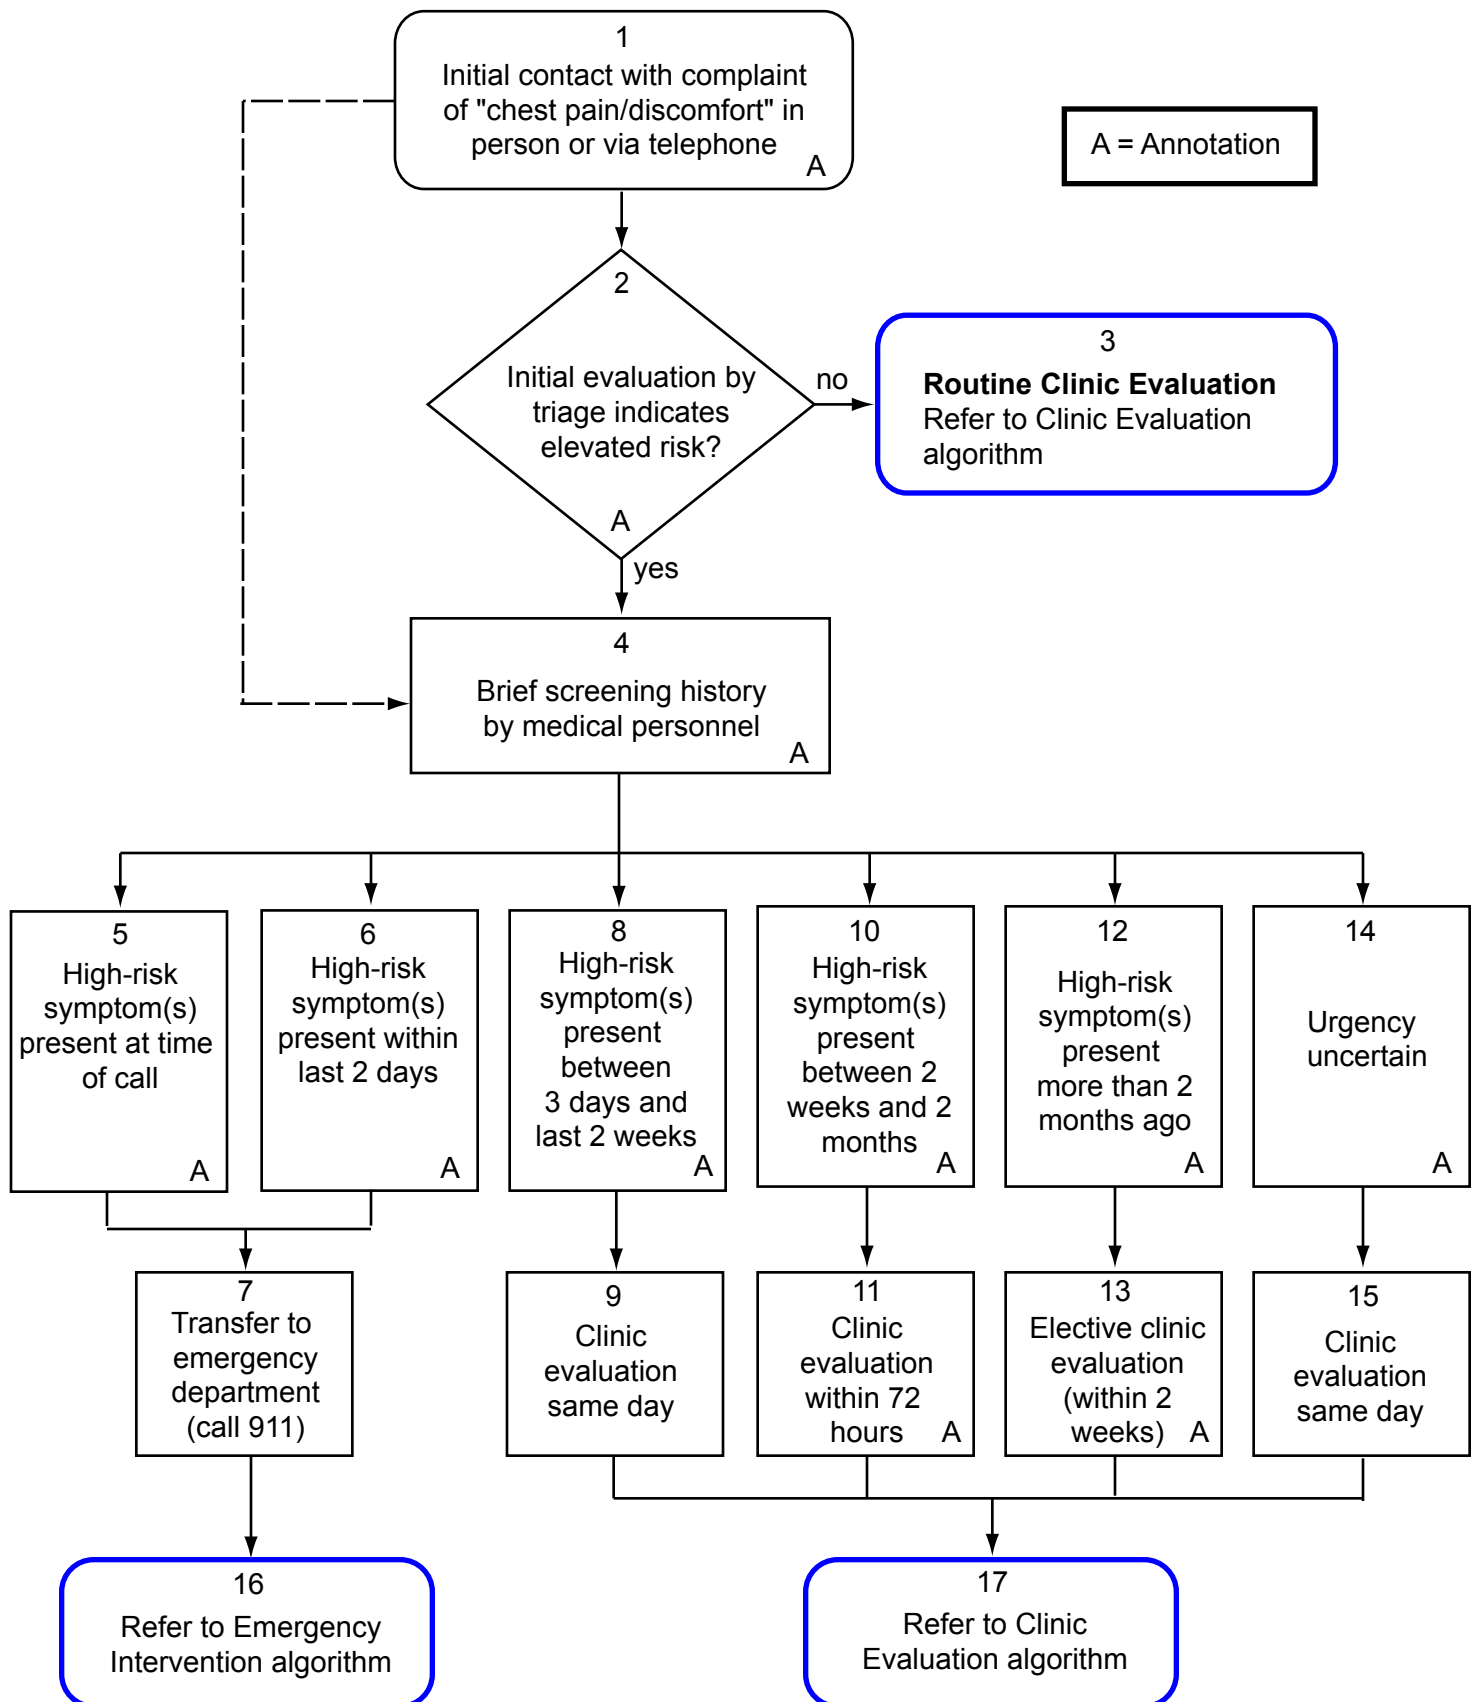 1
Initial contact with complaint
of "chest pain/discomfort" in
person or via telephone
A
A = Annotation
2
Initial evaluation by
triage indicates
elevated risk?
A
no
yes
3
Routine Clinic Evaluation
Refer to Clinic Evaluation
algorithm
4
Brief screening history
by medical personnel
A
5
High-risk
symptom(s)
present at time
of call
A
6
High-risk
symptom(s)
present within
last 2 days
A
8
High-risk
symptom(s)
present
between
3 days and
last 2 weeks
A
10
High-risk
symptom(s)
present
between 2
weeks and 2
months
A
12
High-risk
symptom(s)
present
more than 2
months ago
A
14
Urgency
uncertain
A
7
Transfer to
emergency
department
(call 911)
9
Clinic
evaluation
same day
11
Clinic
evaluation
within 72
hours
A
13
Elective clinic
evaluation
(within 2
weeks)
A
15
Clinic
evaluation
same day
16
Refer to Emergency
Intervention algorithm
17
Refer to Clinic
Evaluation algorithm